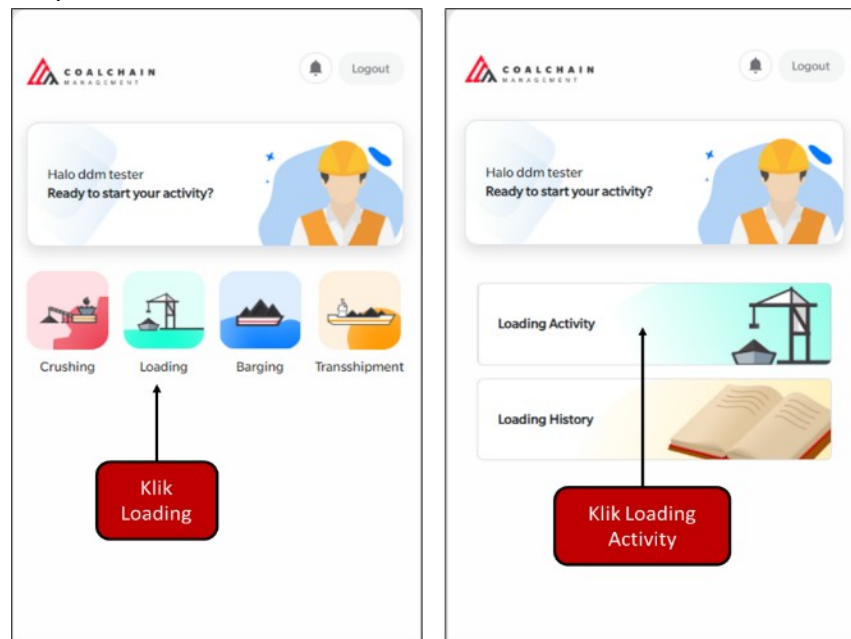 COALCHAIN
MANAGEMENT
Logout
Halo ddm tester
Ready to start your activity?
Crushing
Loading
Barging
Transshipment
Klik
Loading
COALCHAIN
MANAGEMENT
Logout
Halo ddm tester
Ready to start your activity?
Loading Activity
Loading History
Klik Loading
Activity